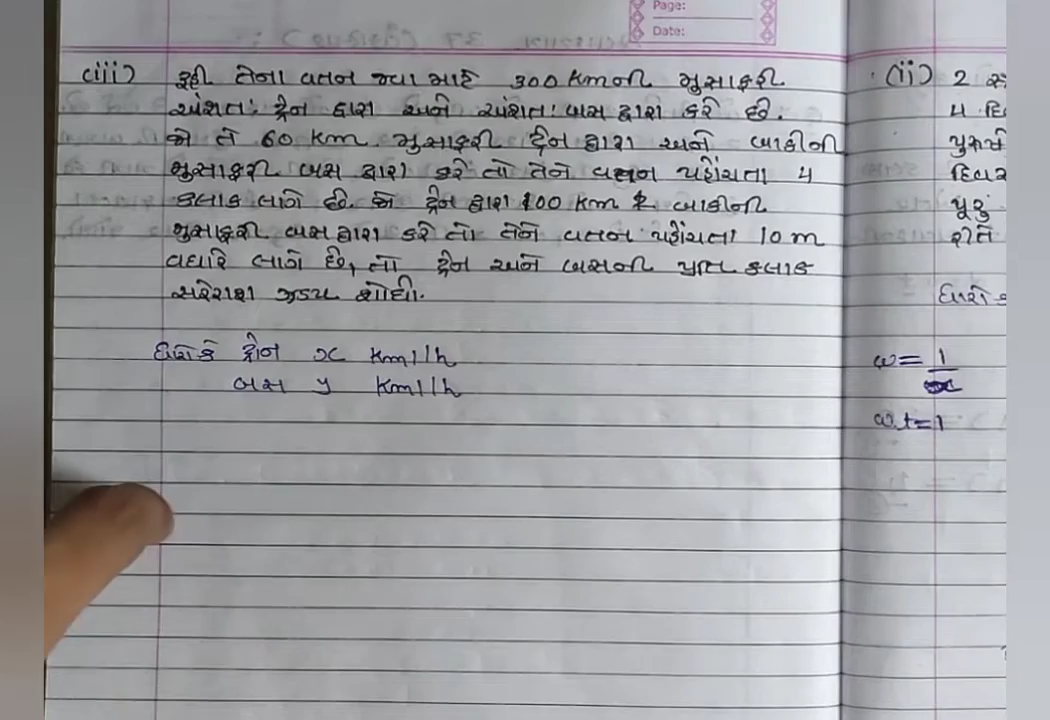 Page:
Date:
(iii) રૂહી તેના વતન જવા માટે 300 Kmની મુસાફરી
અંશતઃ ટ્રેન દ્વારા અને અંશતઃ બસ દ્વારા કરે છે.
જો તે 60 Km મુસાફરી ટ્રેન દ્વારા અને બાકીની
મુસાફરી બસ દ્વારા કરે તો તેને વતન પહોંચતા 4
કલાક લાગે છે. જો ટ્રેન દ્વારા 100 Km બાકીની
મુસાફરી બસ દ્વારા કરે તો તેને વતન પહોંચતા 10 m
વધારે લાગે છે, તો ટ્રેન અને બસની પ્રતિ કલાક
સરેરાશ ઝડપ શોધો.
ધારોકે ટ્રેન x Km/h
બસ y Km/h
(ii) 2
4
પૂરું
રીતે
ધારો કે
w = 1
w.t=1